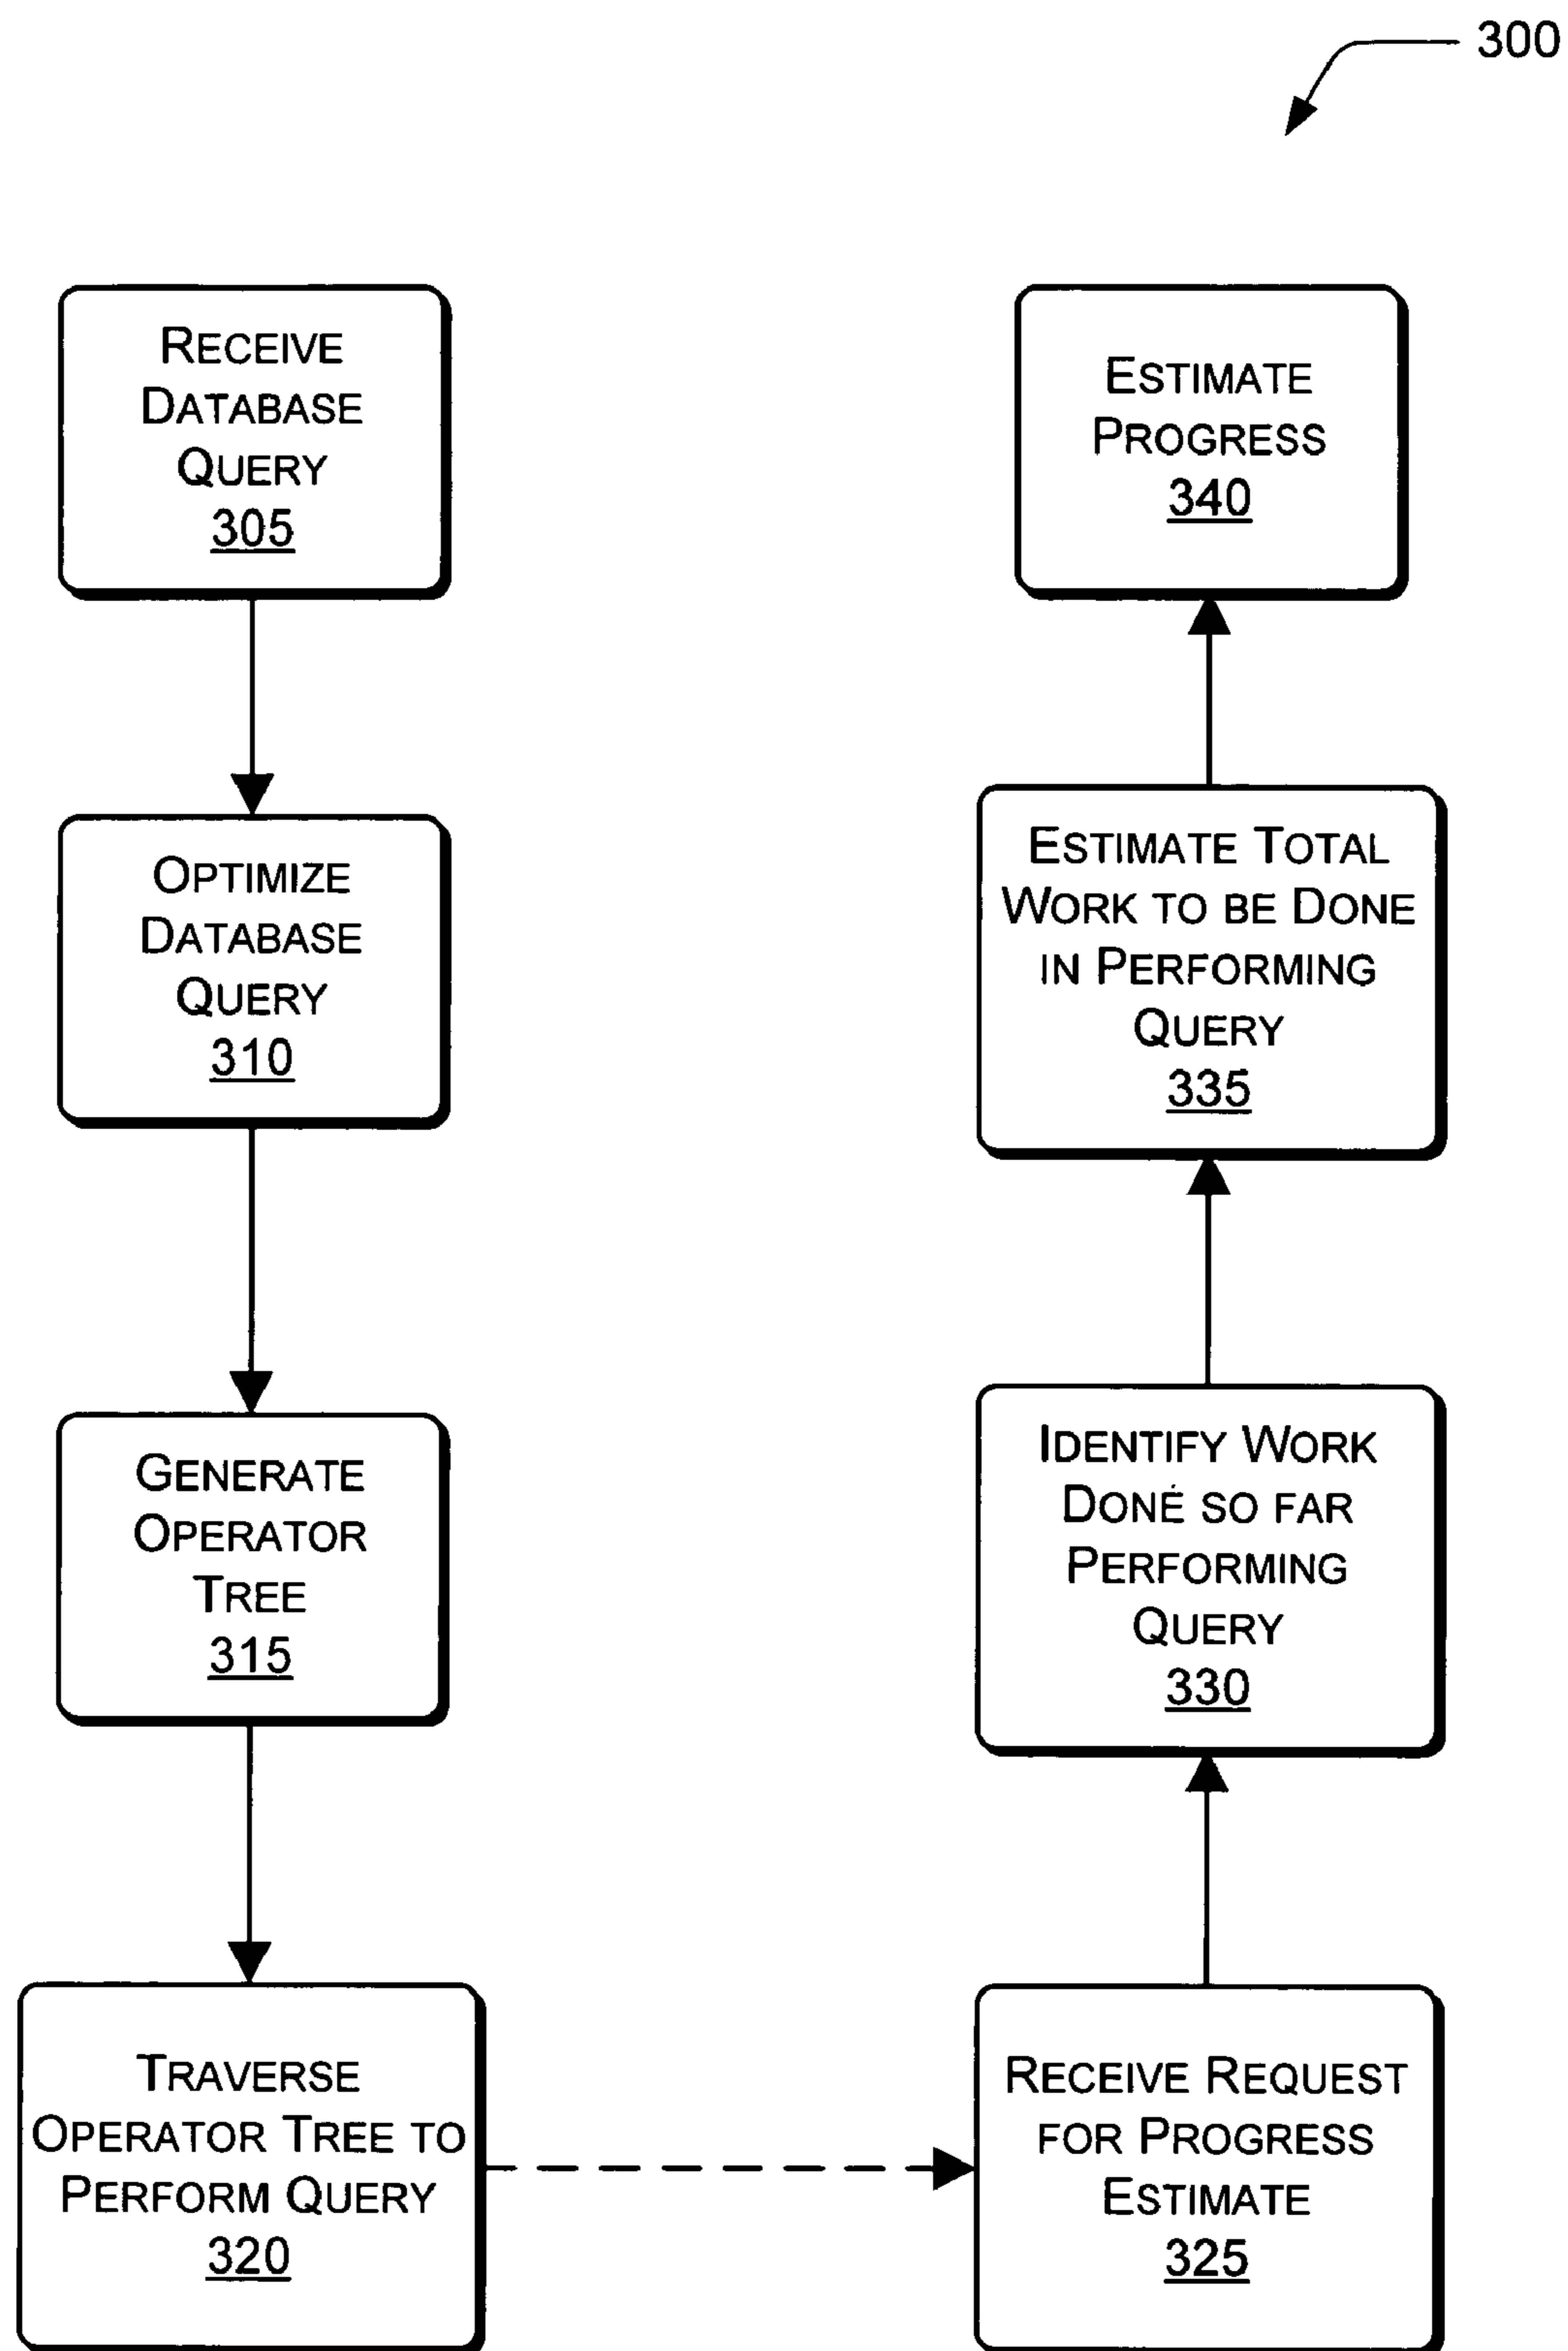 300
RECEIVE
DATABASE
QUERY
305
OPTIMIZE
DATABASE
QUERY
310
GENERATE
OPERATOR
TREE
315
TRAVERSE
OPERATOR TREE TO
PERFORM QUERY
320
RECEIVE REQUEST
FOR PROGRESS
ESTIMATE
325
IDENTIFY WORK
DONE SO FAR
PERFORMING
QUERY
330
ESTIMATE TOTAL
WORK TO BE DONE
IN PERFORMING
QUERY
335
ESTIMATE
PROGRESS
340